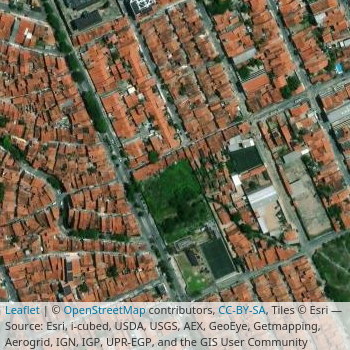 Leaflet | © OpenStreetMap contributors, CC-BY-SA, Tiles © Esri —
Source: Esri, i-cubed, USDA, USGS, AEX, GeoEye, Getmapping,
Aerogrid, IGN, IGP, UPR-EGP, and the GIS User Community